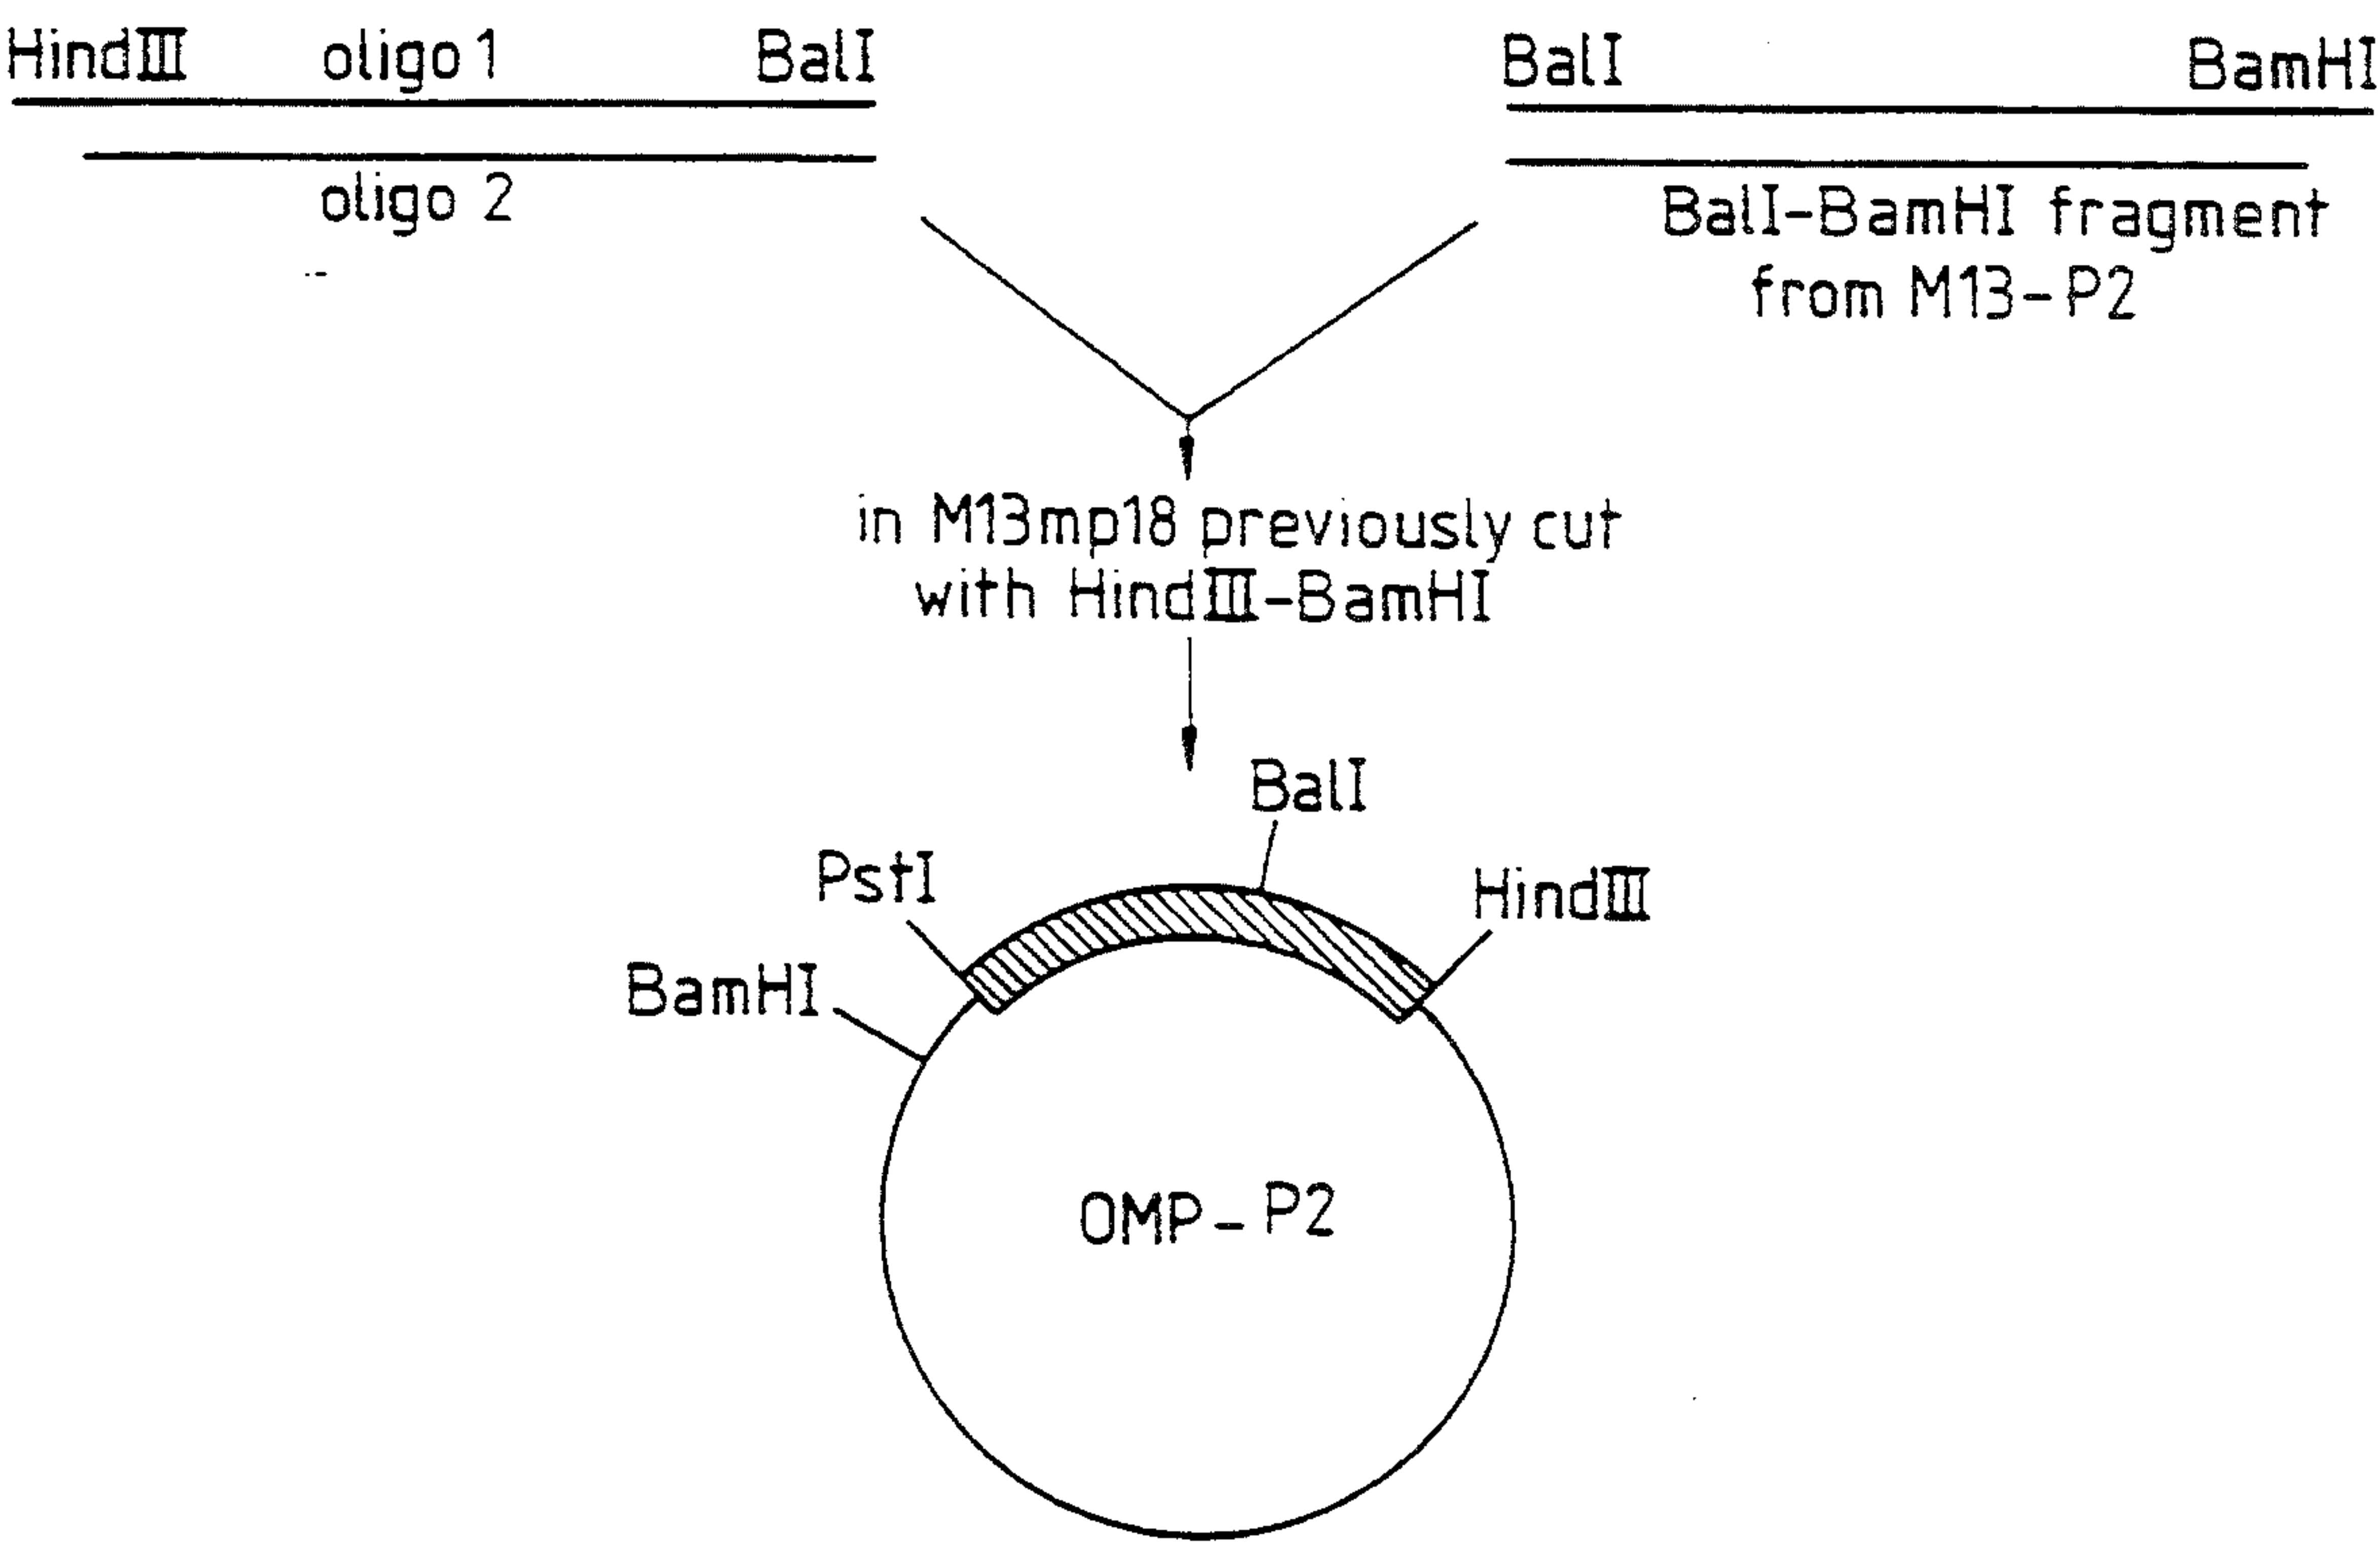 HindIII oligo 1 BalI
oligo 2
BalI BamHI
BalI-BamHI fragment
from M13-P2
in M13mp18 previously cut
with HindIII-BamHI
BalI
PstI
HindIII
BamHI
OMP-P2